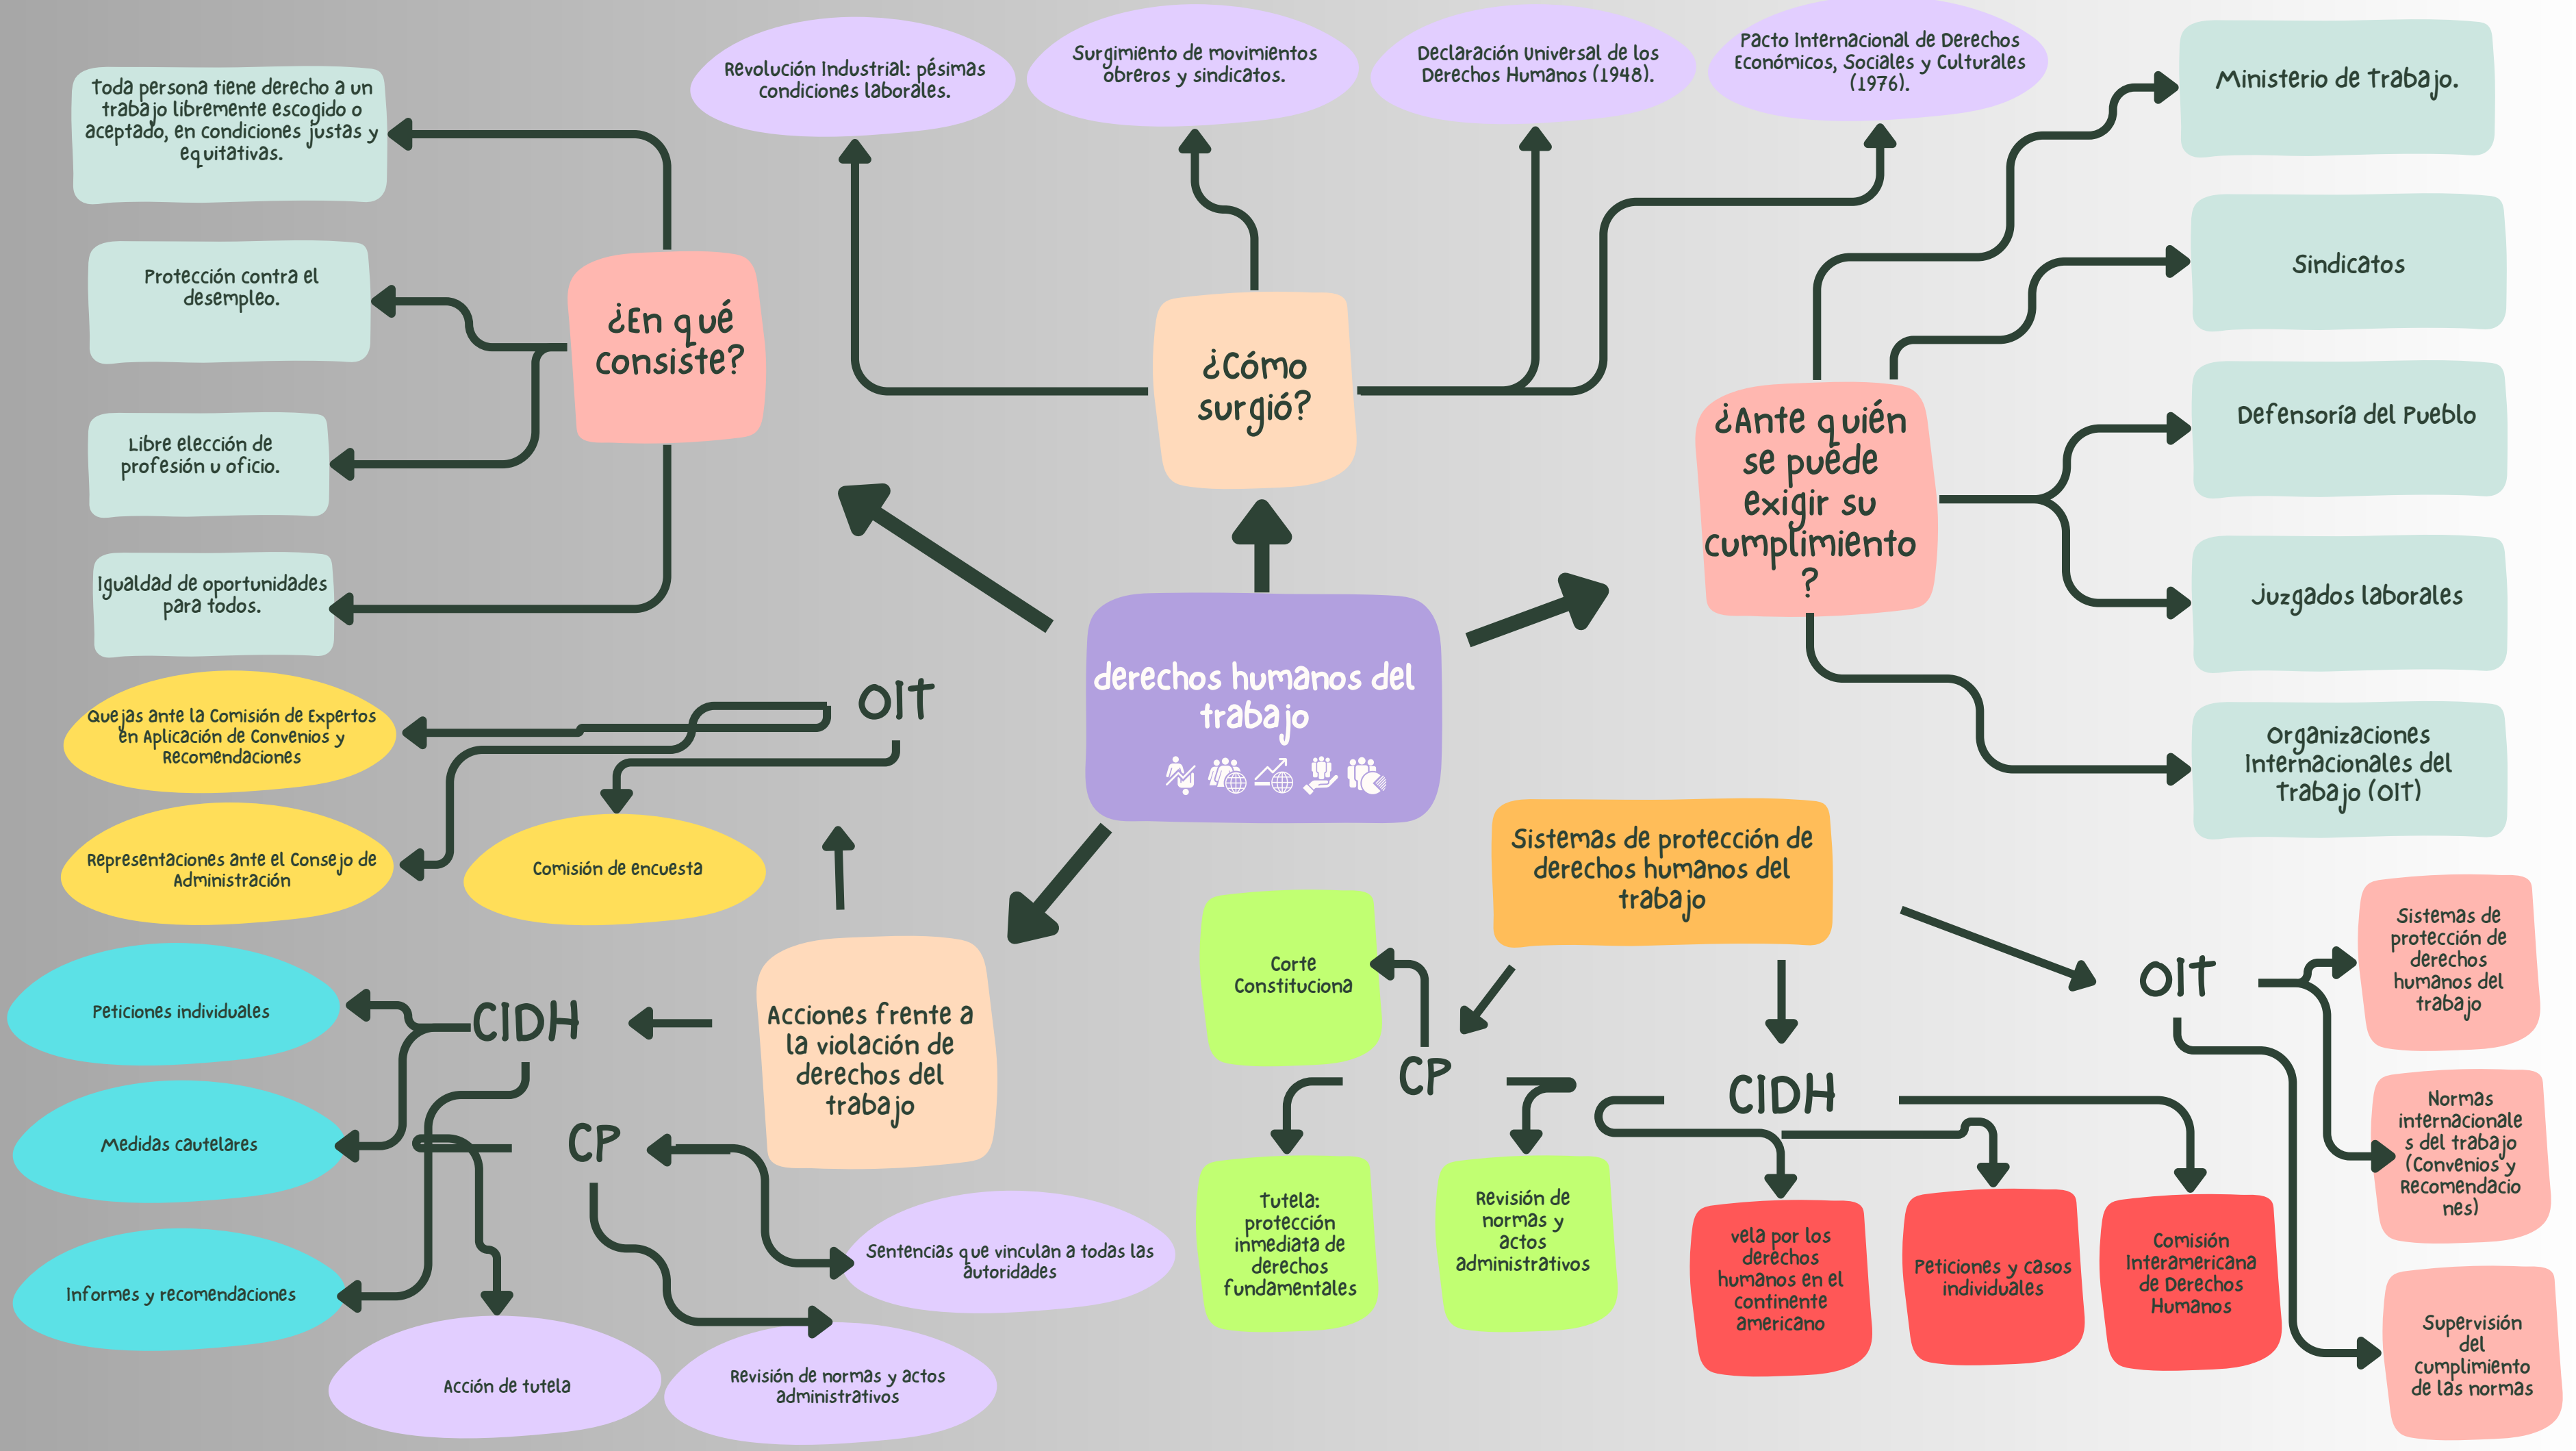 Toda persona tiene derecho a un
trabajo libremente escogido o
aceptado, en condiciones justas y
equitativas.
Protección contra el
desempleo.
Libre elección de
profesión u oficio.
Igualdad de oportunidades
para todos.
¿En qué
consiste?
Revolución Industrial: pésimas
condiciones laborales.
Surgimiento de movimientos
obreros y sindicatos.
Declaración Universal de los
Derechos Humanos (1948).
Pacto Internacional de Derechos
Económicos, Sociales y Culturales
(1976).
¿Cómo
surgió?
¿Ante quién
se puede
exigir su
cumplimiento
?
Ministerio de Trabajo.
Sindicatos
Defensoría del Pueblo
Juzgados laborales
Organizaciones
Internacionales del
trabajo (OIT)
derechos humanos del
trabajo
OIT
Quejas ante la Comisión de Expertos
en Aplicación de Convenios y
Recomendaciones
Representaciones ante el Consejo de
Administración
Comisión de encuesta
Acciones frente a
la violación de
derechos del
trabajo
CIDH
Peticiones individuales
Medidas cautelares
Informes y recomendaciones
CP
Sentencias que vinculan a todas las
autoridades
Acción de tutela
Revisión de normas y actos
administrativos
Sistemas de protección de
derechos humanos del
trabajo
Corte
Constituciona
CP
Tutela:
protección
inmediata de
derechos
fundamentales
Revisión de
normas y
actos
administrativos
CIDH
vela por los
derechos
humanos en el
continente
americano
Peticiones y casos
individuales
Comisión
Interamericana
de Derechos
Humanos
OIT
Sistemas de
protección de
derechos
humanos del
trabajo
Normas
internacionale
s del trabajo
(Convenios y
Recomendacio
nes)
Supervisión
del
cumplimiento
de las normas